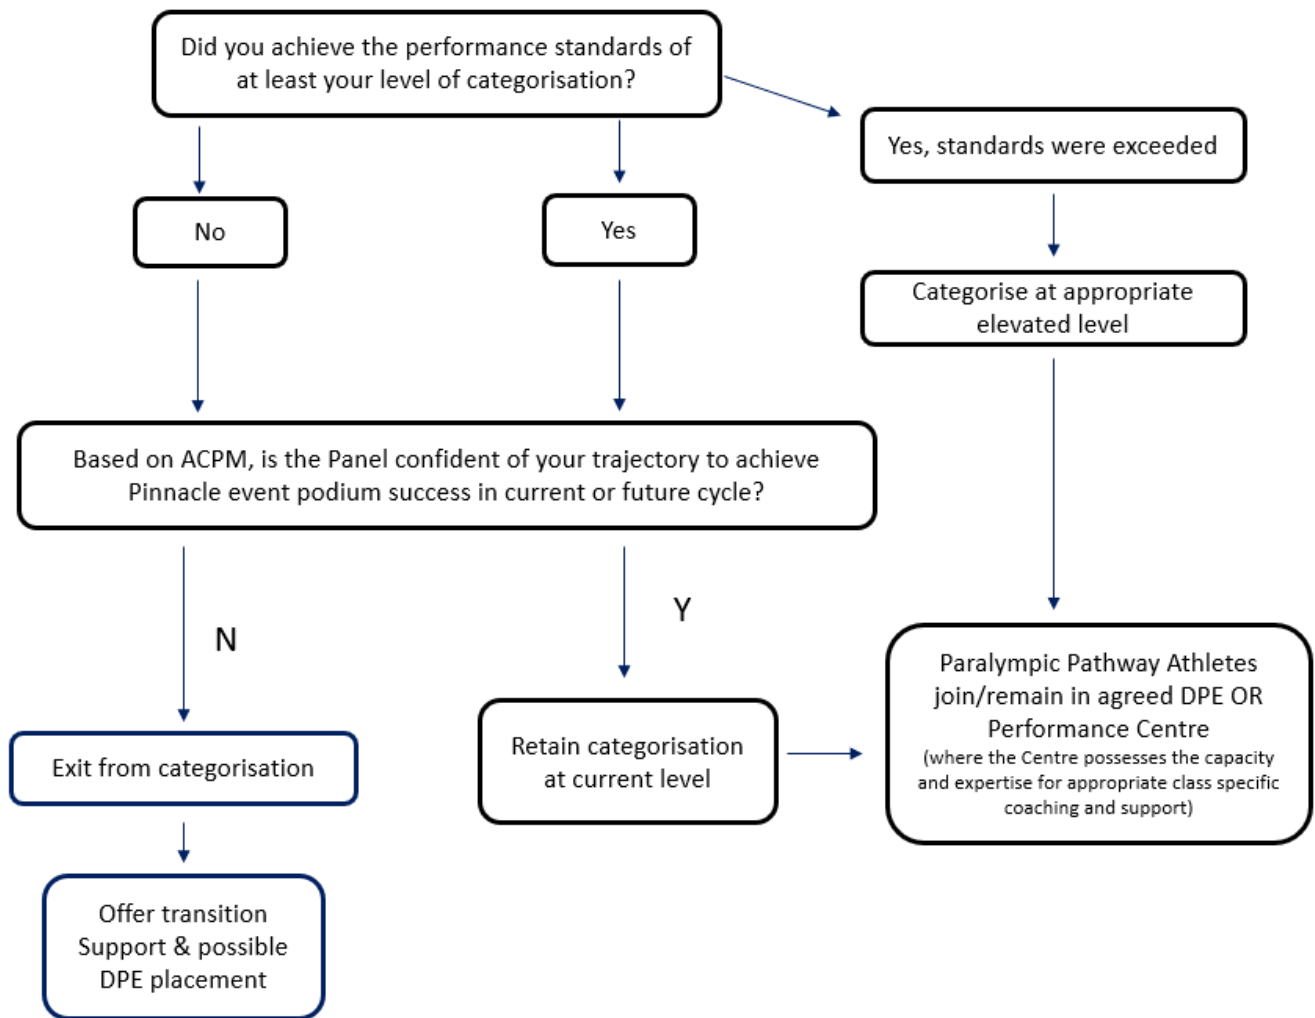 Did you achieve the performance standards of
at least your level of categorisation?
Yes, standards were exceeded
No
Yes
Categorise at appropriate
elevated level
Based on ACPM, is the Panel confident of your trajectory to achieve
Pinnacle event podium success in current or future cycle?
N
Y
Exit from categorisation
Retain categorisation
at current level
Paralympic Pathway Athletes
join/remain in agreed DPE OR
Performance Centre
(where the Centre possesses the capacity
and expertise for appropriate class specific
coaching and support)
Offer transition
Support & possible
DPE placement